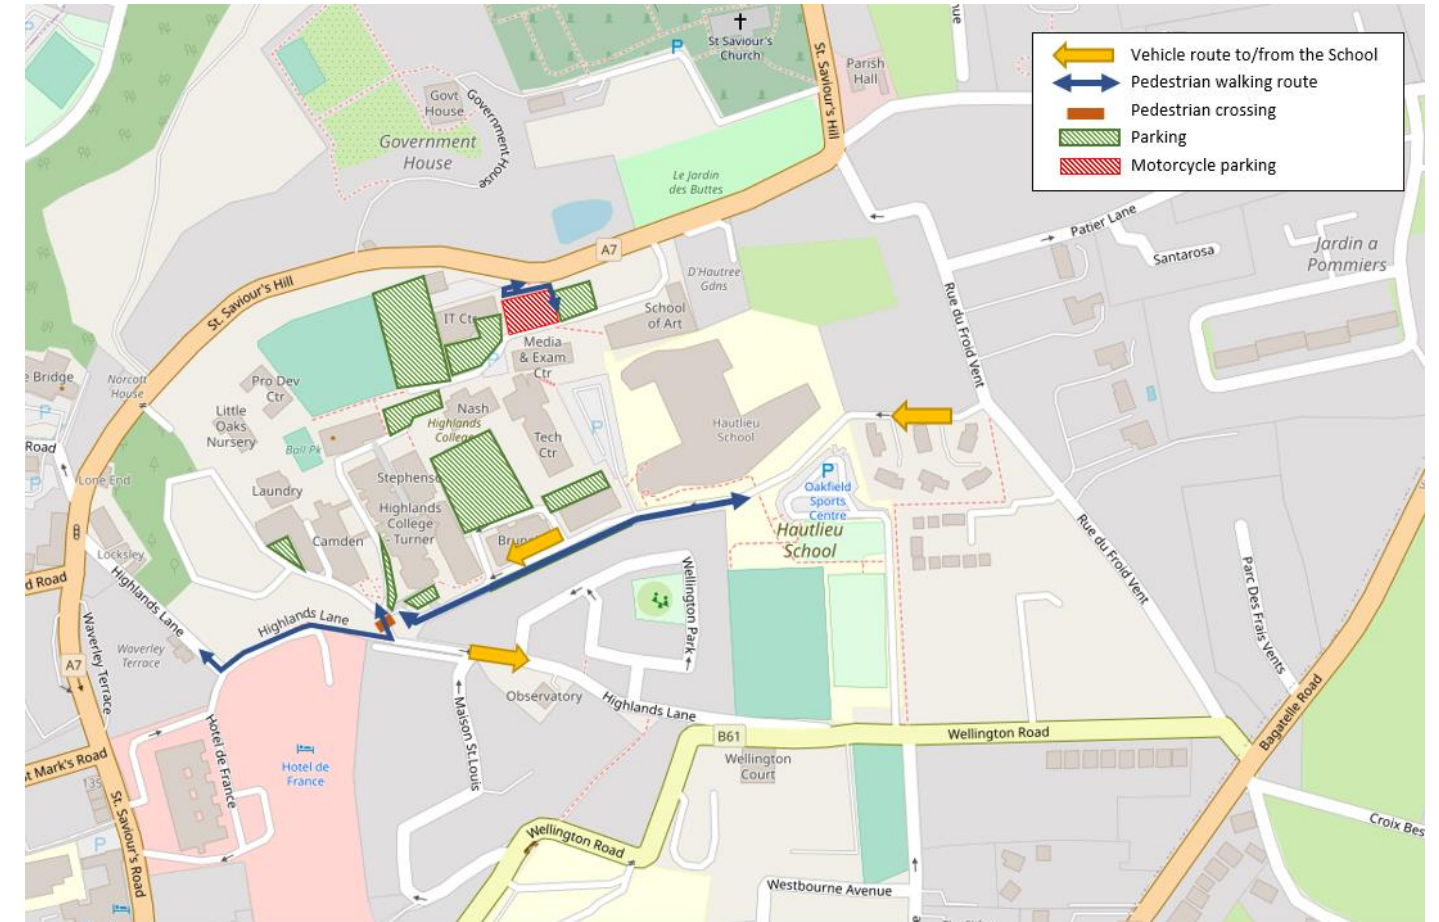 Vehicle route to/from the School
Pedestrian walking route
Pedestrian crossing
Parking
Motorcycle parking
P
St Saviour's
Church
St. Saviour's Hill
Parish
Hall
Govt
House
Government House
Government
House
Le Jardin
des Buttes
St. Saviour's Hill
A7
Patier Lane
Santarosa
Jardin a
Pommiers
D'Hautree
Gdns
St. Saviour's Hill
IT Ctr
School
of Art
Media
& Exam
Ctr
Rue du Froid Vent
Bridge
Norcott
House
Pro Dev
Ctr
Little
Oaks
Nursery
Nash
Highlands
College
Hautlieu
School
Tech
Ctr
P
P
P
Road
Ball Pk
Lone End
Stephenso
P
Oakfield
Sports
Centre
Laundry
Highlands
College
- Turner
Hautlieu
School
Camden
Brune
Locksley
Rue du Froid Vent
Road
Highlands Lane
Wellington Park
Parc Des Frais Vents
Highlands Lane
Waverley Terrace
Waverley
Terrace
A7
Observatory
Highlands Lane
Maison St.Louis
Hotel de France
B61
Wellington Road
Bagatelle Road
Mark's Road
Hotel de
France
Wellington
Court
St. Saviour's Road
P
Wellington Road
Croix Bes
Westbourne Avenue